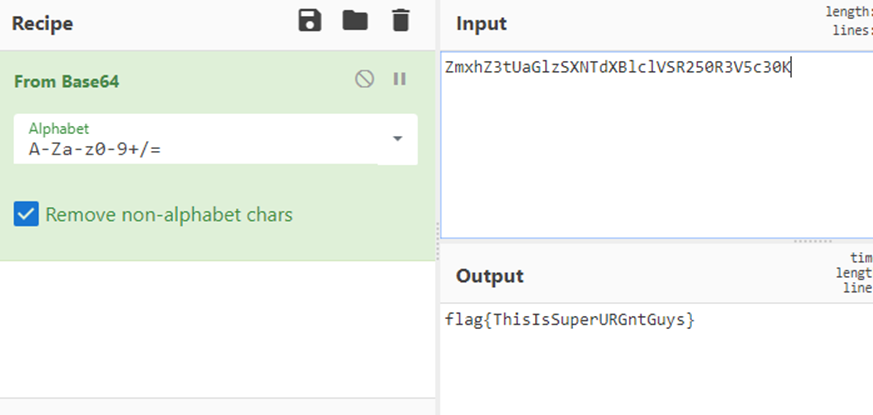 Recipe
From Base64
Alphabet
A-Za-z0-9+/=
Remove non-alphabet chars
Input
length:
lines:
ZmxhZ3tUaGlzSXNTdXBlclVSR250R3V5c30K
Output
tim
lengt
line
flag{ThisIsSuperURGntGuys}